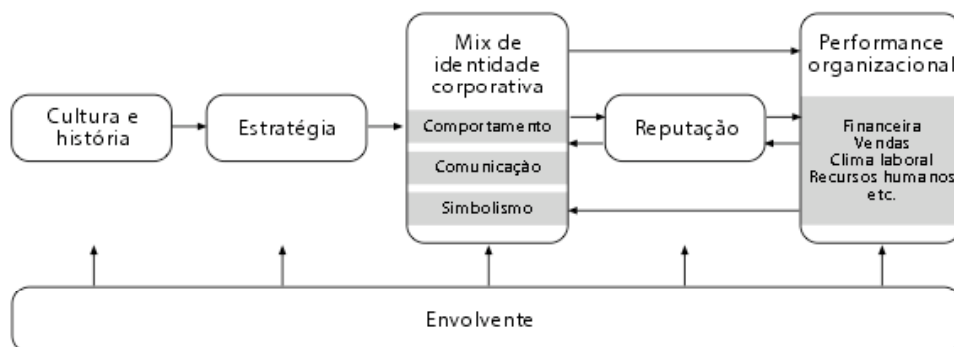 Cultura e
história
Estratégia
Mix de
identidade
corporativa
Comportamento
Comunicação
Simbolismo
Reputação
Performance
organizacional
Financeira
Vendas
Clima laboral
Recursos humanos
etc.
Envolvente